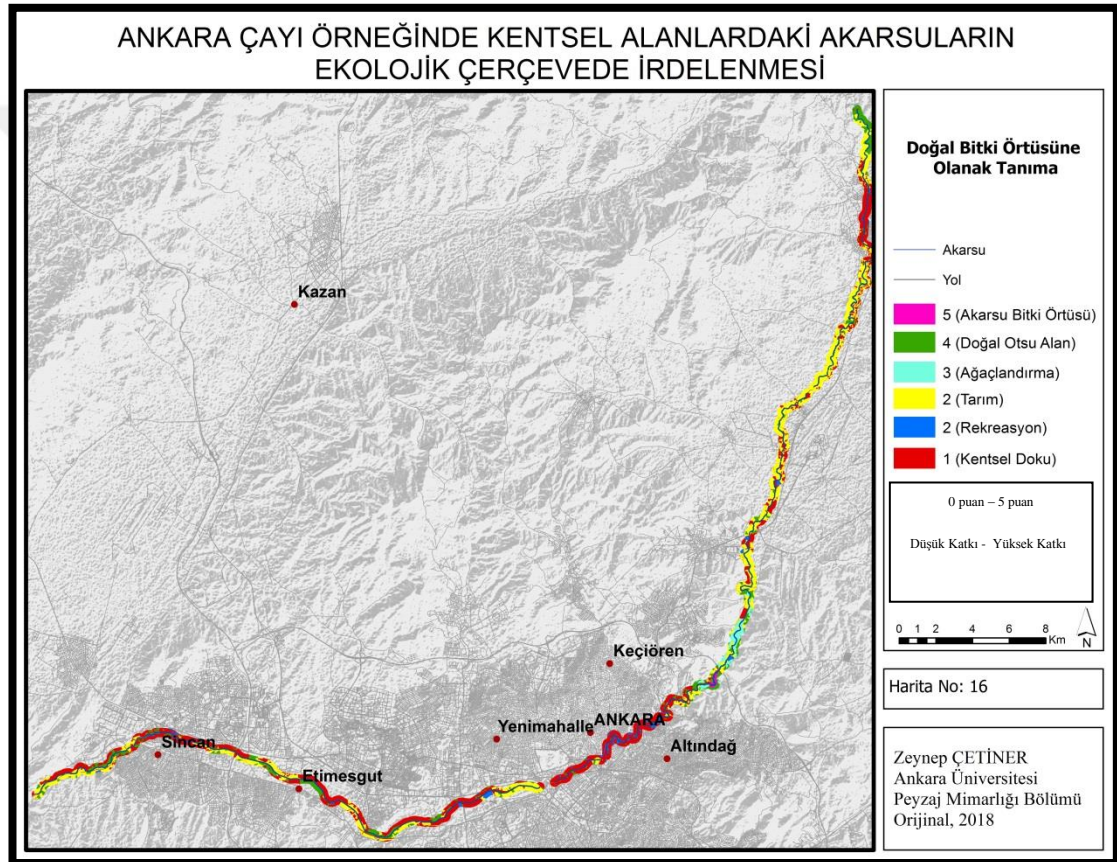 ANKARA ÇAYI ÖRNEĞİNDE KENTSEL ALANLARDAKİ AKARSULARIN
EKOLOJİK ÇERÇEVEDE İRDELENMESİ
Kazan
Keçiören
Yenimahalle
ANKARA
Altındağ
Sincan
Etimesgut
Doğal Bitki Örtüsüne
Olanak Tanıma
Akarsu
Yol
5 (Akarsu Bitki Örtüsü)
4 (Doğal Otsu Alan)
3 (Ağaçlandırma)
2 (Tarım)
2 (Rekreasyon)
1 (Kentsel Doku)
0 puan – 5 puan
Düşük Katkı - Yüksek Katkı
0 1 2 4 6 8
Km
N
Harita No: 16
Zeynep ÇETİNER
Ankara Üniversitesi
Peyzaj Mimarlığı Bölümü
Orijinal, 2018